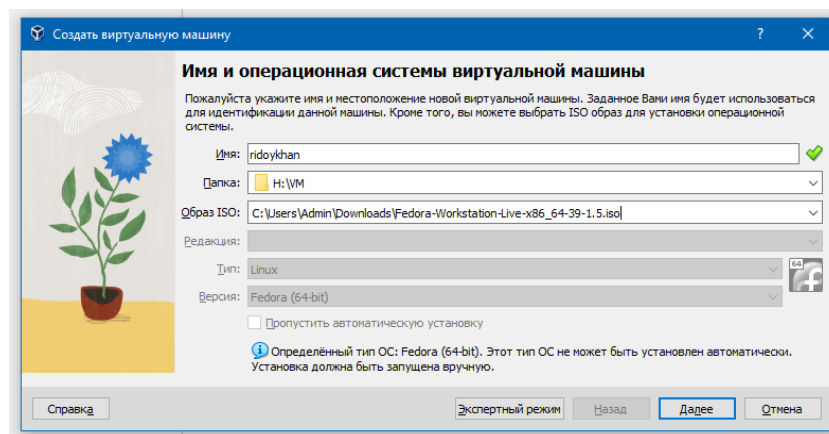 Создать виртуальную машину
Имя и операционная системы виртуальной машины
Пожалуйста укажите имя и местоположение новой виртуальной машины. Заданное Вами имя будет использоваться
для идентификации данной машины. Кроме того, вы можете выбрать ISO образ для установки операционной
системы.
Имя: ridoykhan
Папка: H:\VM
Образ ISO: C:\Users\Admin\Downloads\Fedora-Workstation-Live-x86_64-39-1.5.iso
Редакция:
Тип: Linux
64
Версия: Fedora (64-bit)
Пропустить автоматическую установку
Определённый тип ОС: Fedora (64-bit). Этот тип ОС не может быть установлен автоматически.
Установка должна быть запущена вручную.
Справка Экспертный режим Назад Далее Отмена